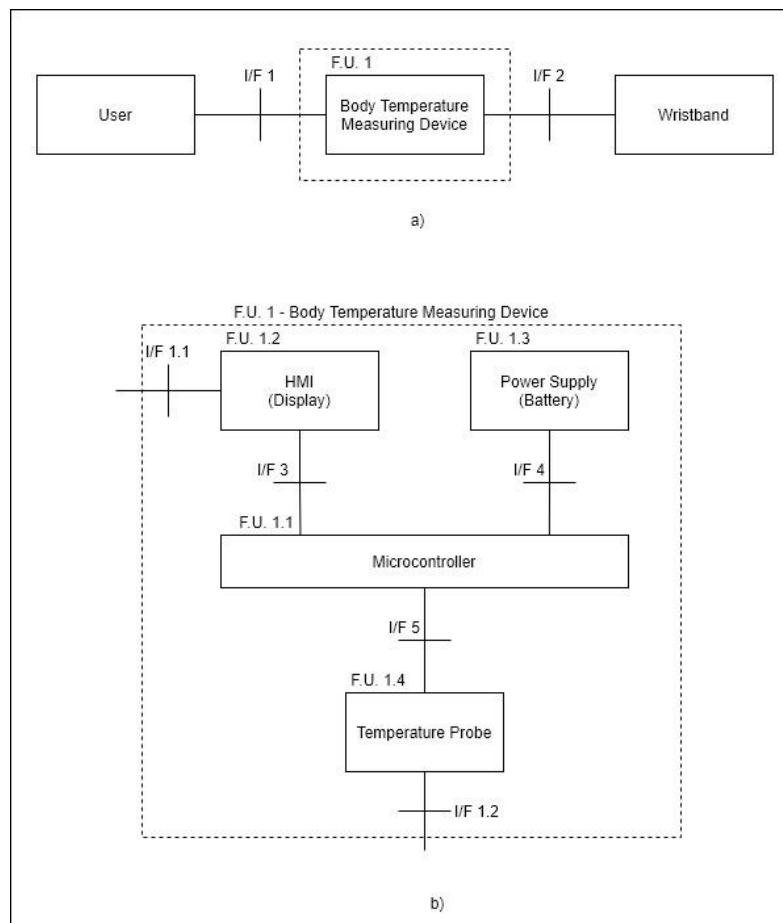 F.U. 1
I/F 1
I/F 2
User
Body Temperature
Measuring Device
Wristband
a)
F.U. 1 - Body Temperature Measuring Device
F.U. 1.2
F.U. 1.3
I/F 1.1
HMI
(Display)
Power Supply
(Battery)
I/F 3
I/F 4
F.U. 1.1
Microcontroller
I/F 5
F.U. 1.4
Temperature Probe
I/F 1.2
b)